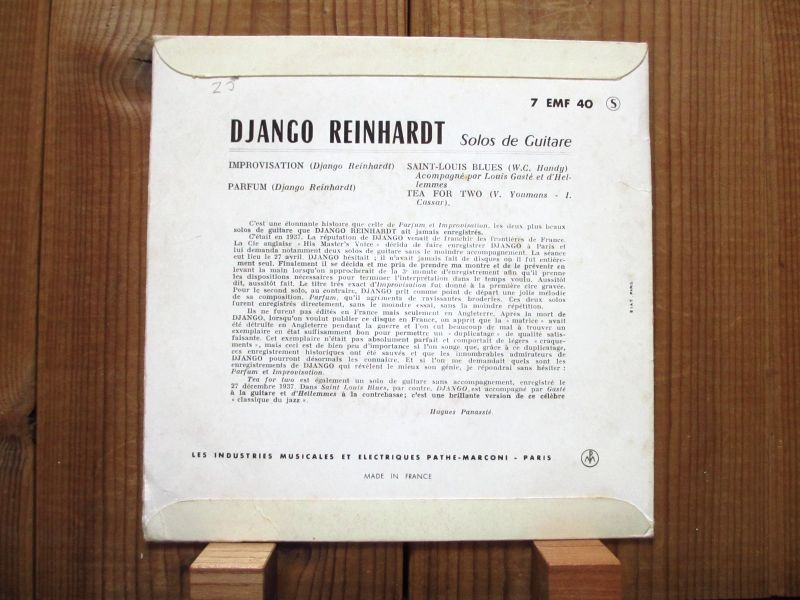 25
7 EMF 40 S
DJANGO REINHARDT Solos de Guitare
IMPROVISATION (Django Reinhardt)
PARFUM (Django Reinhardt)
SAINT-LOUIS BLUES (W.C. Handy)
Acompagné par Louis Gasté et d'Hel-
lemmes
TEA FOR TWO (V. Youmans - I.
Caesar).
C'est une étonnante histoire que celle de Parfum et Improvisation, les deux plus beaux
solos de guitare que DJANGO REINHARDT ait jamais enregistrés.
C'était en 1937. La réputation de DJANGO venait de franchir les frontières de France.
La Cie anglaise « His Master's Voice » décida de faire enregistrer DJANGO à Paris et
lui demanda notamment deux solos de guitare sans le moindre accompagnement. La séance
eut lieu le 27 avril. DJANGO hésitait ; il n'avait jamais fait de disques où il fut entière-
ment seul. Finalement il se décida et me pris de prendre ma montre et de le prévenir en
levant la main lorsqu'on approcherait de la 3e minute d'enregistrement afin qu'il prenne
les dispositions nécessaires pour terminer l'interprétation dans le temps voulu. Aussitôt
dit, aussitôt fait. Le titre très exact d'Improvisation fut donné à la première cire gravée.
Pour le second solo, au contraire, DJANGO prit comme point de départ une jolie mélodie
de sa composition, Parfum, qu'il agrémenta de ravissantes broderies. Ces deux solos
furent enregistrés directement, sans le moindre essai, sans la moindre répétition.
Ils ne furent pas édités en France mais seulement en Angleterre. Après la mort de
DJANGO, lorsqu'on voulut publier ce disque en France, on apprit que la « matrice » avait
été détruite en Angleterre pendant la guerre et l'on eut beaucoup de mal à trouver un
exemplaire en état suffisamment bon pour permettre un « duplicatage » de qualité satis-
faisante. Cet exemplaire n'était pas absolument parfait et comportait de légers « craque-
ments », mais ceci est de bien peu d'importance si l'on songe que, grâce à ce duplicatage,
ces enregistrement historiques ont été sauvés et que les innombrables admirateurs de
DJANGO pourront désormais les connaître. Et si l'on me demandait quels sont les
enregistrements de DJANGO qui révèlent le mieux son génie, je répondrai sans hésiter :
Parfum et Improvisation.
Tea for two est également un solo de guitare sans accompagnement, enregistré le
27 décembre 1937. Dans Saint Louis Blues, par contre, DJANGO est accompagné par Gasté
à la guitare et d'Hellemmes à la contrebasse; c'est une brillante version de ce célèbre
« classique du jazz ».
Hugues Panassié
LES INDUSTRIES MUSICALES ET ELECTRIQUES PATHE-MARCONI - PARIS
MADE IN FRANCE